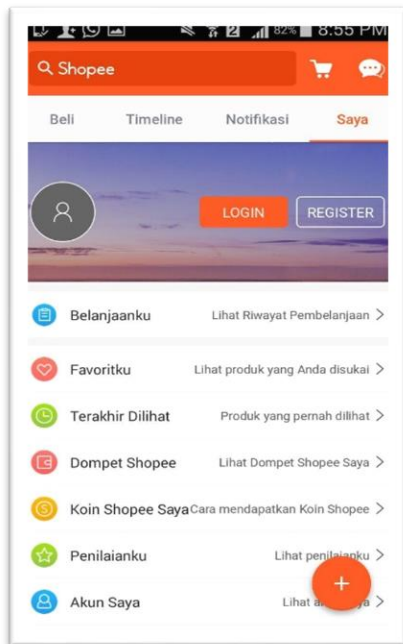 82% 8:55 PM
Shopee
Beli Timeline Notifikasi Saya
LOGIN REGISTER
Belanjaanku Lihat Riwayat Pembelanjaan >
Favoritku Lihat produk yang Anda disukai >
Terakhir Dilihat Produk yang pernah dilihat >
Dompet Shopee Lihat Dompet Shopee Saya >
Koin Shopee Saya Cara mendapatkan Koin Shopee >
Penilaianku Lihat penilaianku >
Akun Saya Lihat